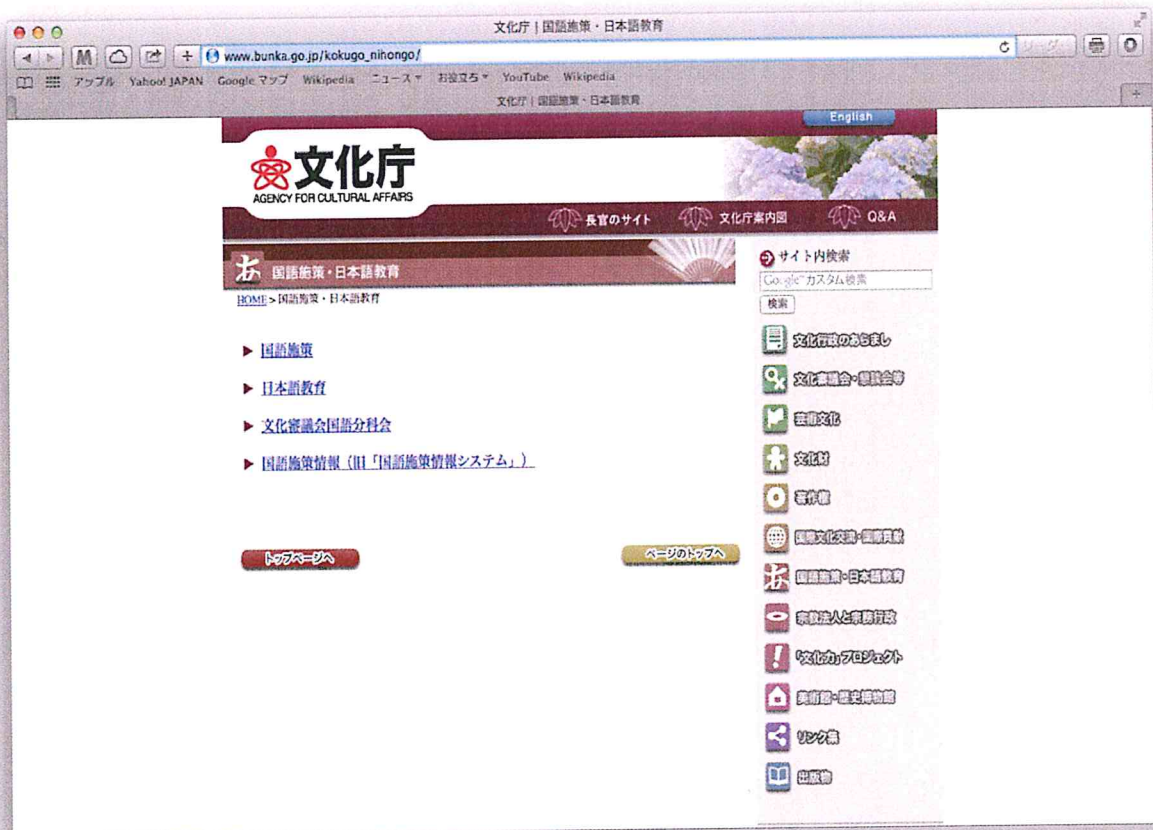 文化庁 | 国語施策・日本語教育
www.bunka.go.jp/kokugo_nihongo/
アップル Yahoo! JAPAN Google マップ Wikipedia ニュース お役立ち YouTube Wikipedia
文化庁 | 国語施策・日本語教育
English
文化庁
AGENCY FOR CULTURAL AFFAIRS
長官のサイト 文化庁案内図 Q&A
あ 国語施策・日本語教育
HOME > 国語施策・日本語教育
国語施策
日本語教育
文化審議会国語分科会
国語施策情報（旧「国語施策情報システム」）
トップページへ
ページのトップへ
サイト内検索
Google™ カスタム検索
検索
文化行政のあらまし
文化審議会・懇談会等
芸術文化
文化財
著作権
国際文化交流・国際貢献
あ 国語施策・日本語教育
宗教法人と宗務行政
「文化力」プロジェクト
美術館・歴史博物館
リンク集
出版物